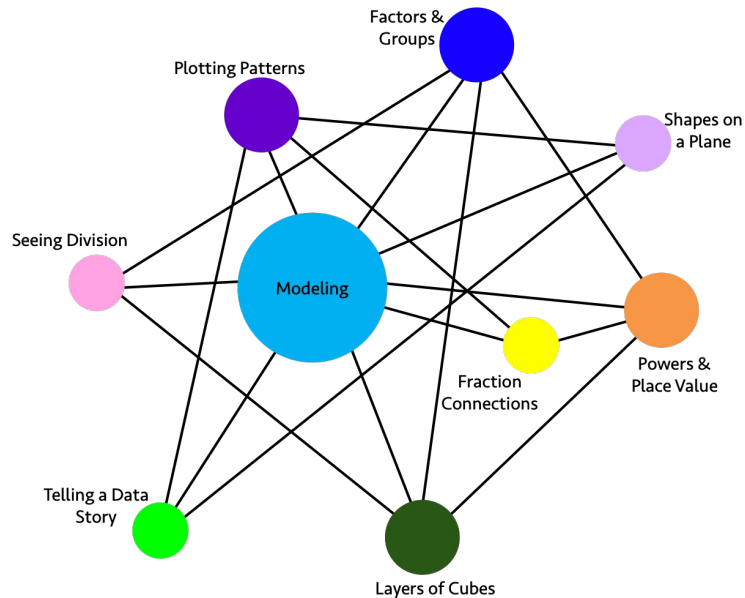 Factors &
Groups
Plotting Patterns
Shapes on
a Plane
Seeing Division
Modeling
Powers &
Place Value
Fraction
Connections
Telling a Data
Story
Layers of Cubes